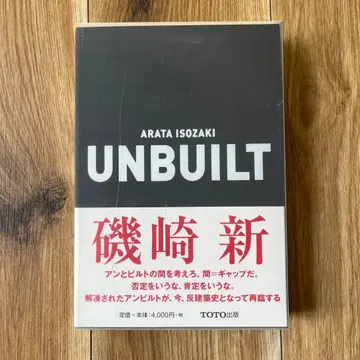 ARATA ISOZAKI
UNBUILT
磯崎 新
アンとビルトの間を考えろ。間=ギャップだ。
否定をいうな、肯定をいうな。
解凍されたアンビルトが、今、反建築史となって再臨する
定価=本体:4,000円+税
TOTO出版